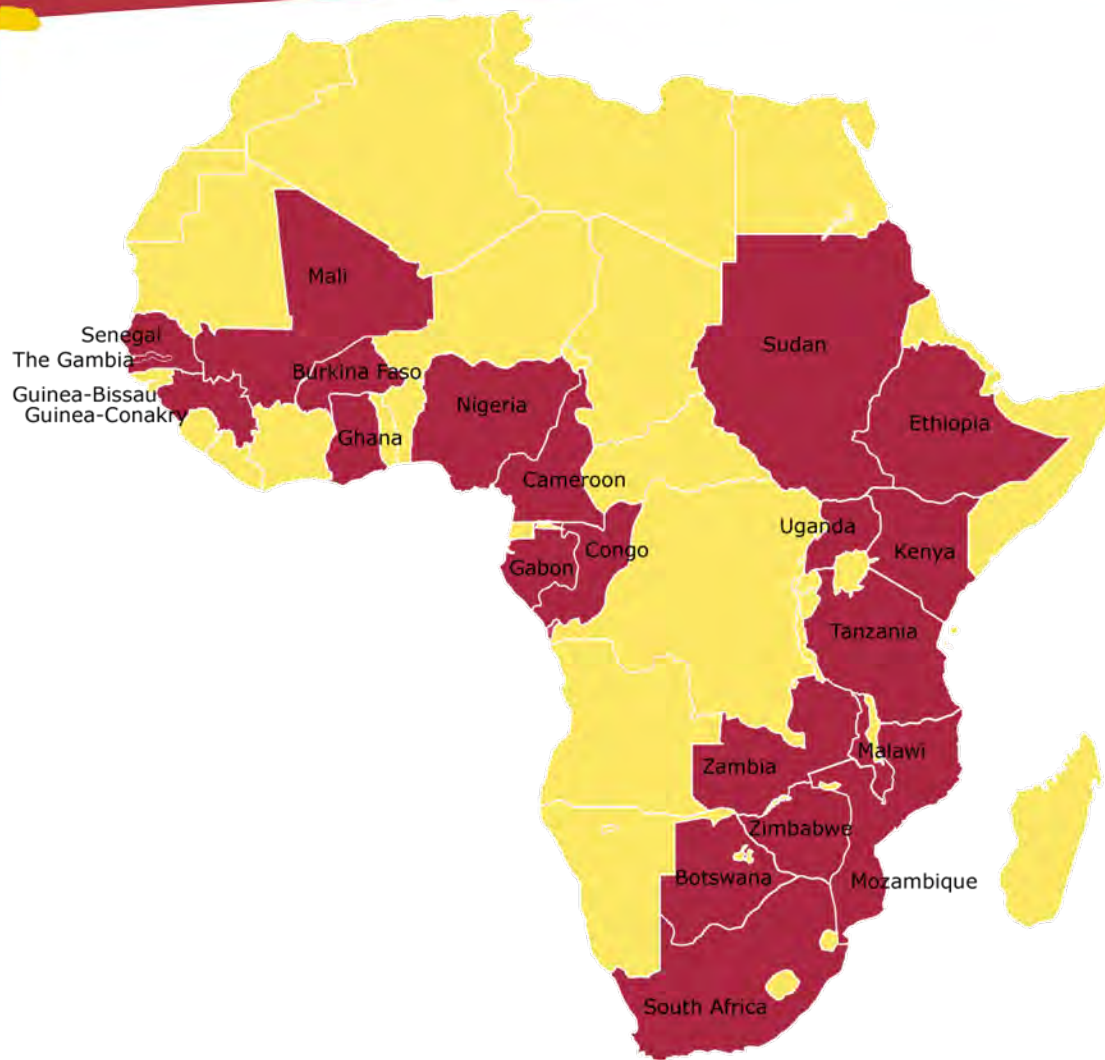 Mali
Senegal
Sudan
The Gambia
Burkina Faso
Guinea-Bissau
Nigeria
Guinea-Conakry
Ethiopia
Ghana
Cameroon
Uganda
Congo
Kenya
Gabon
Tanzania
Malawi
Zambia
Zimbabwe
Botswana
Mozambique
South Africa